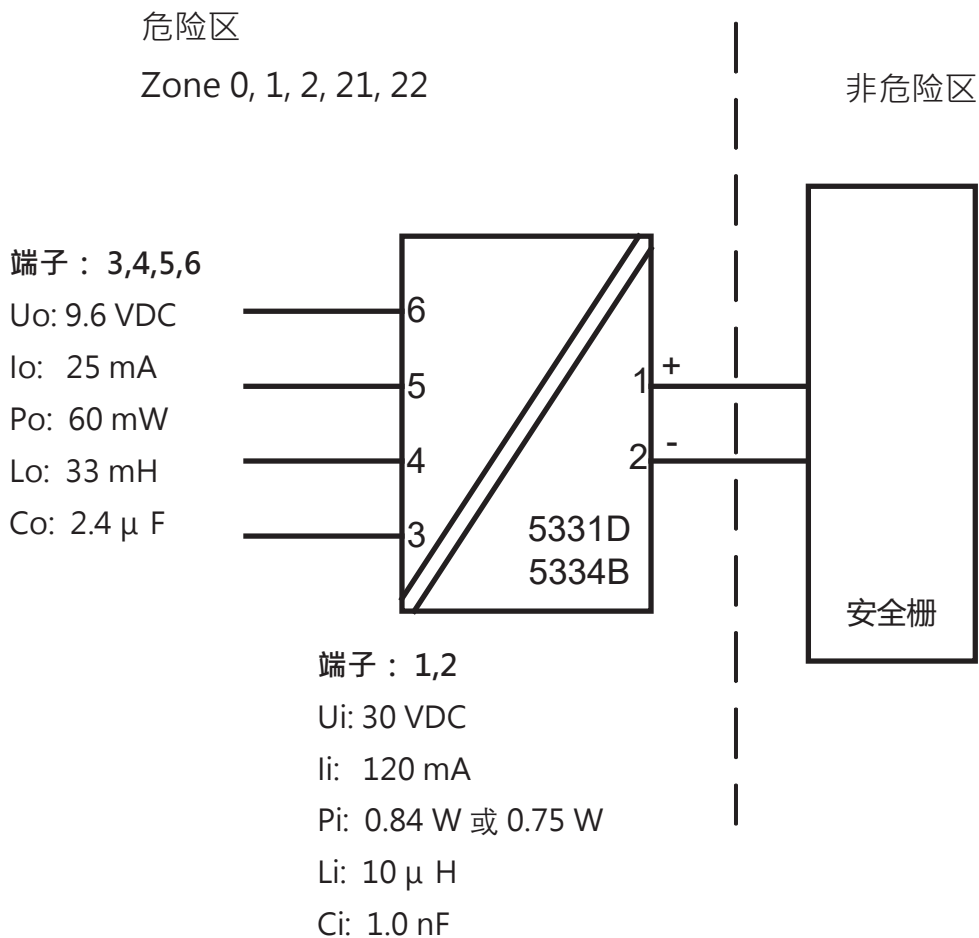 危险区
Zone 0, 1, 2, 21, 22
非危险区
端子： 3,4,5,6
Uo: 9.6 VDC
Io: 25 mA
Po: 60 mW
Lo: 33 mH
Co: 2.4 μ F
6
5
4
3
1 +
2 -
5331D
5334B
安全栅
端子： 1,2
Ui: 30 VDC
Ii: 120 mA
Pi: 0.84 W 或 0.75 W
Li: 10 μ H
Ci: 1.0 nF